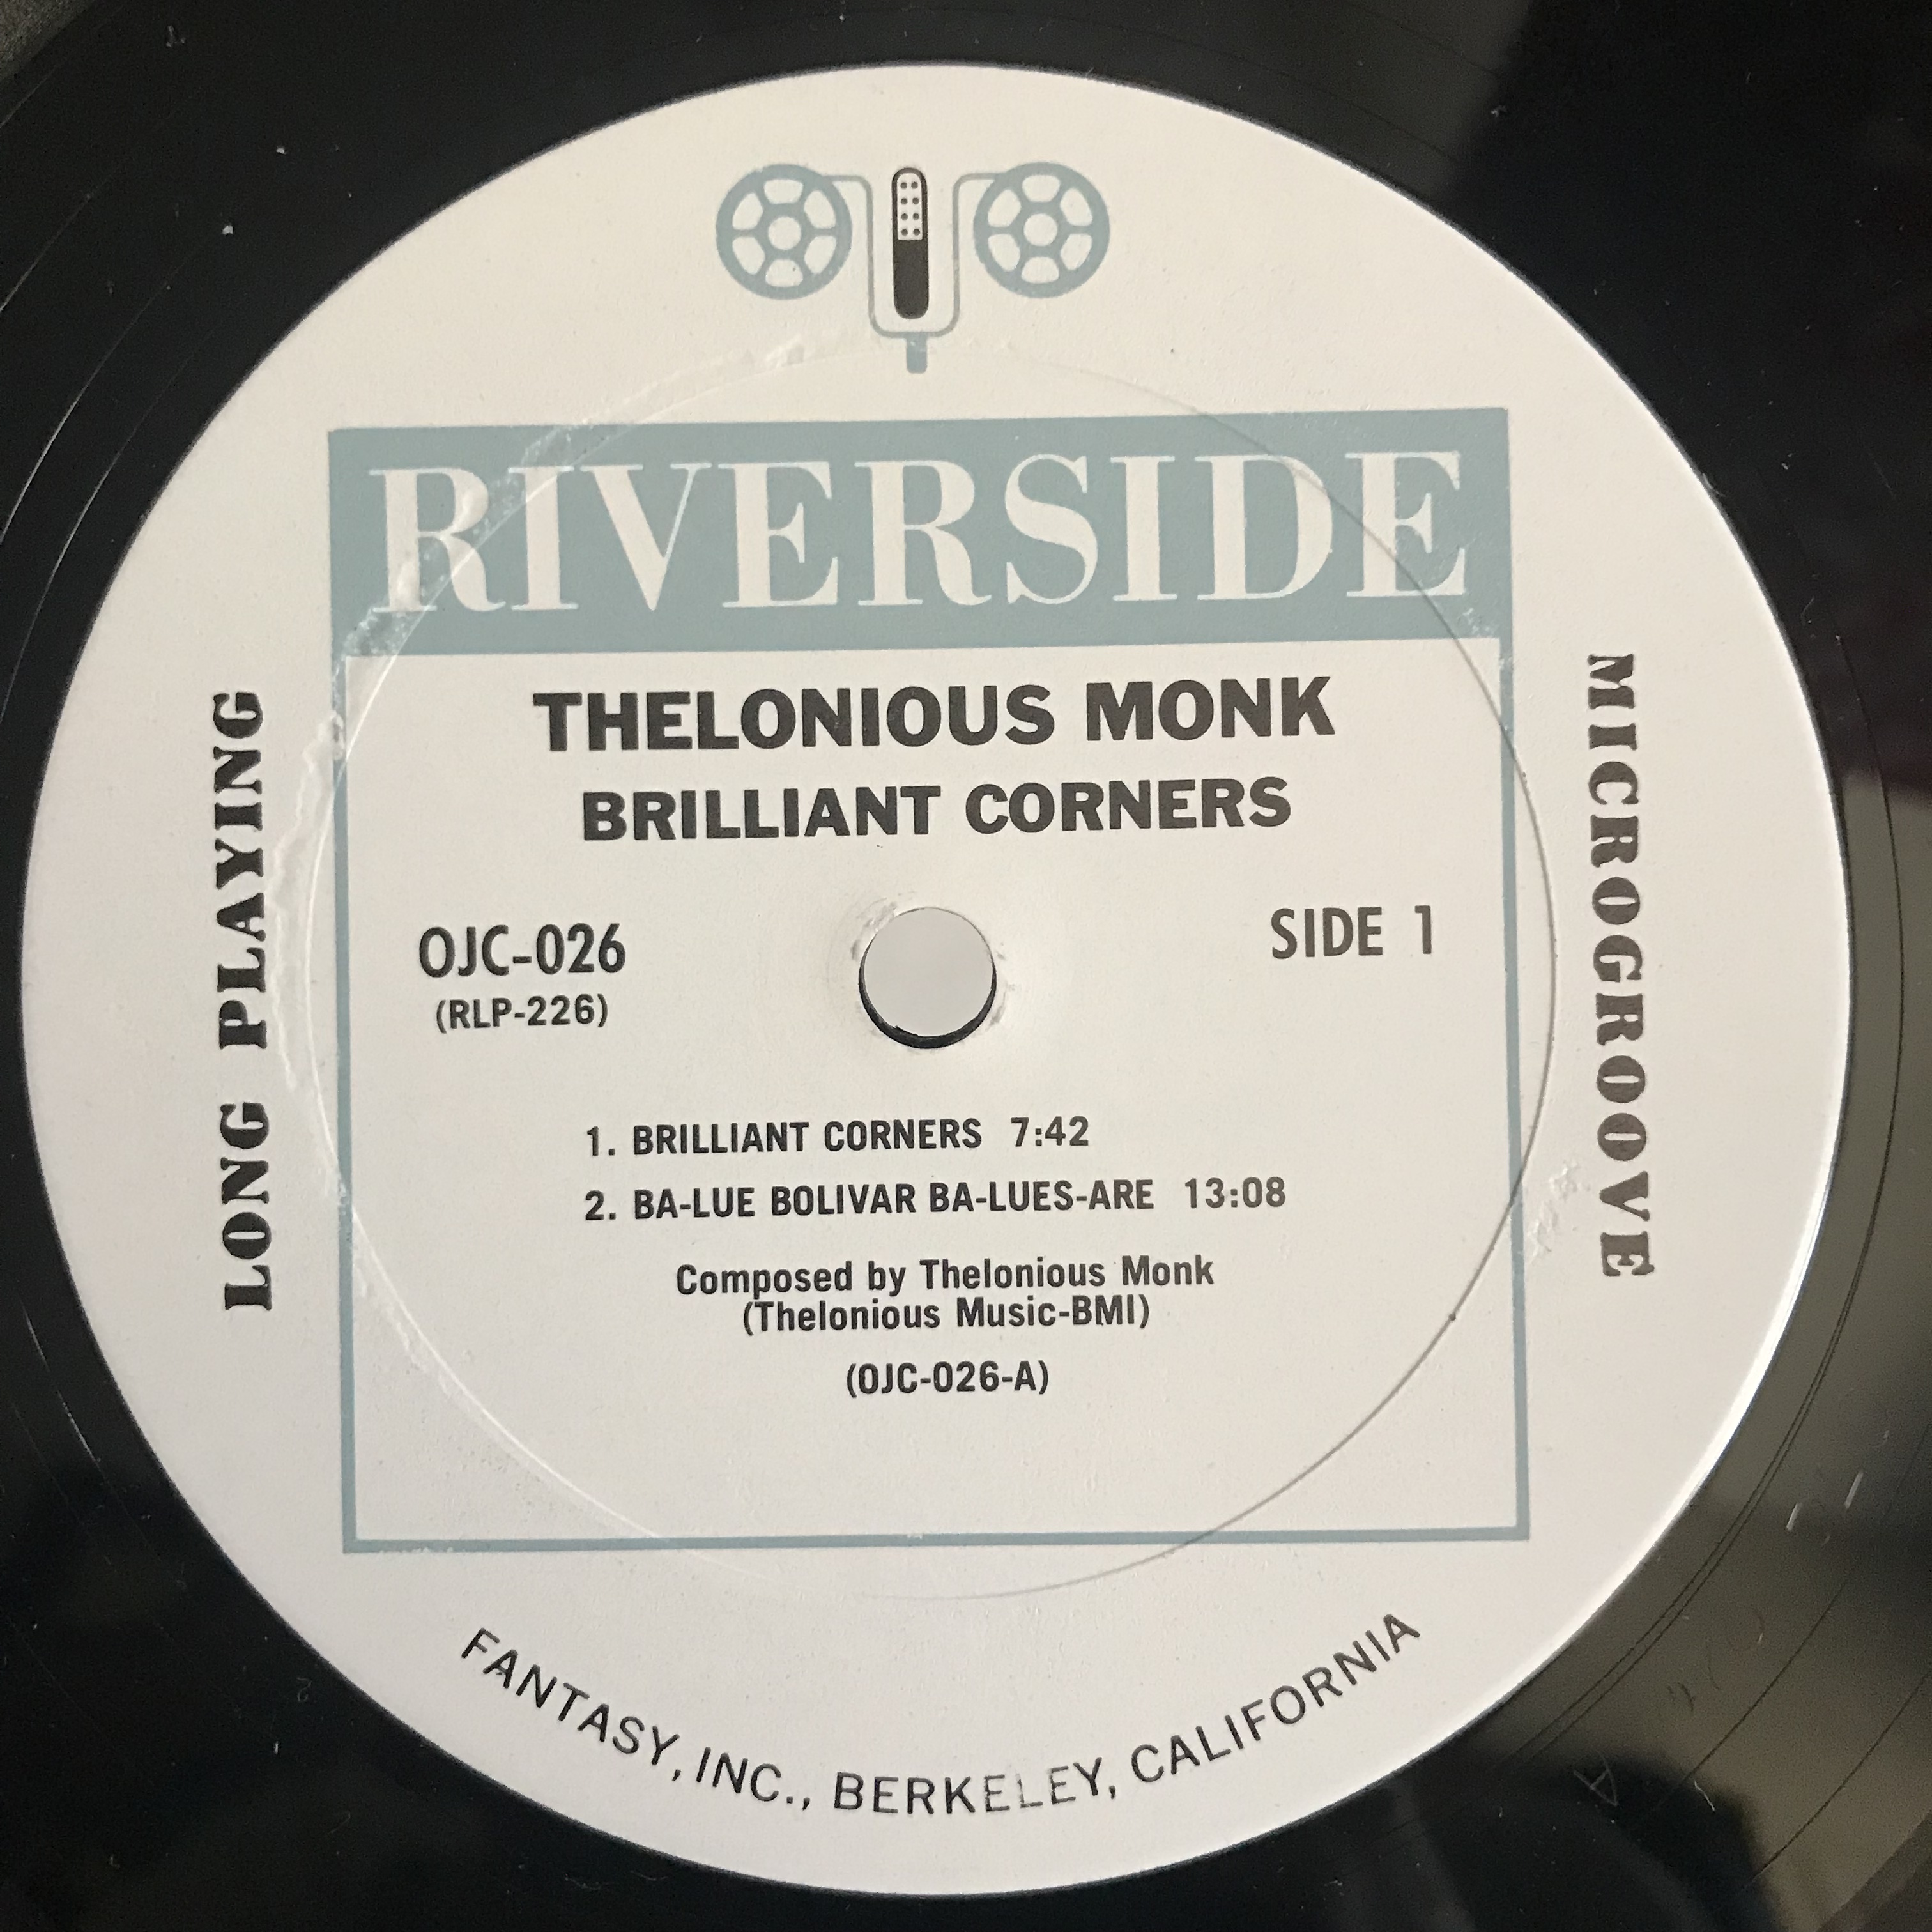 RIVERSIDE
THELONIOUS MONK
BRILLIANT CORNERS
OJC-026
(RLP-226)
SIDE 1
1. BRILLIANT CORNERS 7:42
2. BA-LUE BOLIVAR BA-LUES-ARE 13:08
Composed by Thelonious Monk
(Thelonious Music-BMI)
(OJC-026-A)
LONG PLAYING
MICROGROOVE
FANTASY, INC., BERKELEY, CALIFORNIA